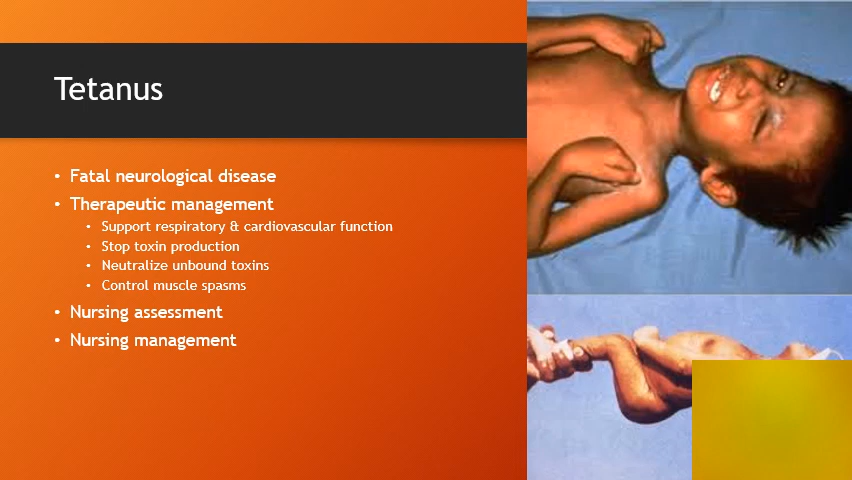 Tetanus
• Fatal neurological disease
• Therapeutic management
• Support respiratory & cardiovascular function
• Stop toxin production
• Neutralize unbound toxins
• Control muscle spasms
• Nursing assessment
• Nursing management